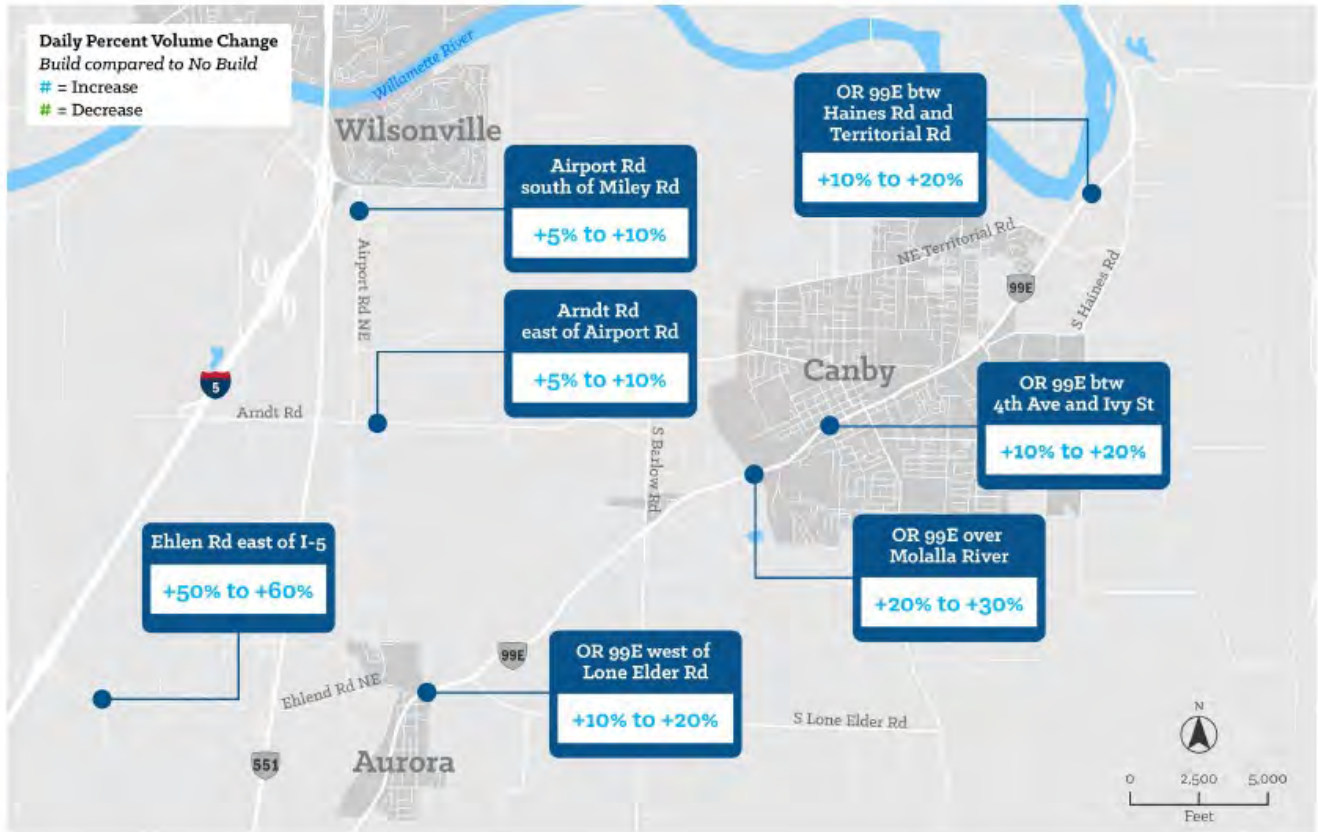 Daily Percent Volume Change
Build compared to No Build
# = Increase
# = Decrease
Willamette River
Wilsonville
OR 99E btw
Haines Rd and
Territorial Rd
+10% to +20%
Airport Rd
south of Miley Rd
+5% to +10%
Airport Rd NE
NE Territorial Rd
99E
S Haines Rd
Arndt Rd
east of Airport Rd
+5% to +10%
Canby
5
Arndt Rd
OR 99E btw
4th Ave and Ivy St
+10% to +20%
S Barlow Rd
Ehlen Rd east of I-5
+50% to +60%
OR 99E over
Molalla River
+20% to +30%
99E
OR 99E west of
Lone Elder Rd
+10% to +20%
Ehlend Rd NE
S Lone Elder Rd
551
Aurora
N
0 2,500 5,000
Feet